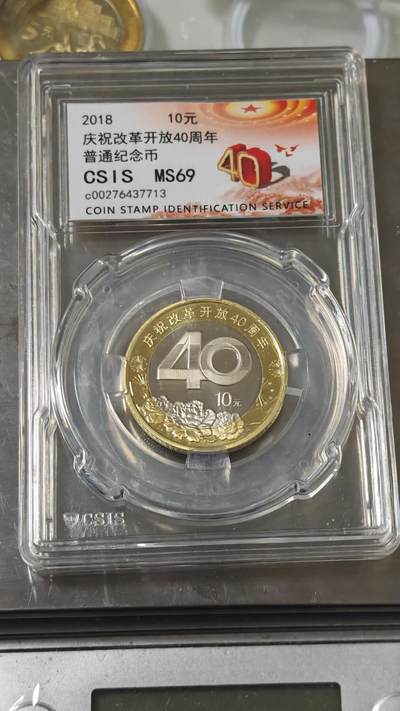 2018 10元
庆祝改革开放40周年
普通纪念币
40
CSIS MS69
c00276437713
COIN STAMP IDENTIFICATION SERVICE
庆祝改革开放40周年
40
10元
CSIS